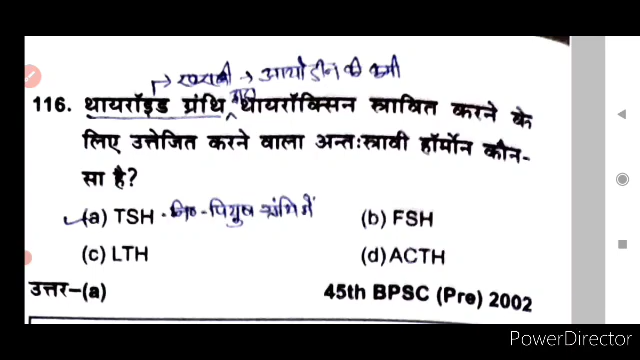 → खराबी → आयोडीन की कमी
116. थायरॉइड ग्रंथि द्वारा थायरॉक्सिन स्त्रावित करने के
लिए उत्तेजित करने वाला अन्तःस्त्रावी हॉर्मोन कौन-
सा है?
(a) TSH - पियुष ग्रंथि में
(b) FSH
(c) LTH
(d) ACTH
उत्तर-(a)
45th BPSC (Pre) 2002
PowerDirector